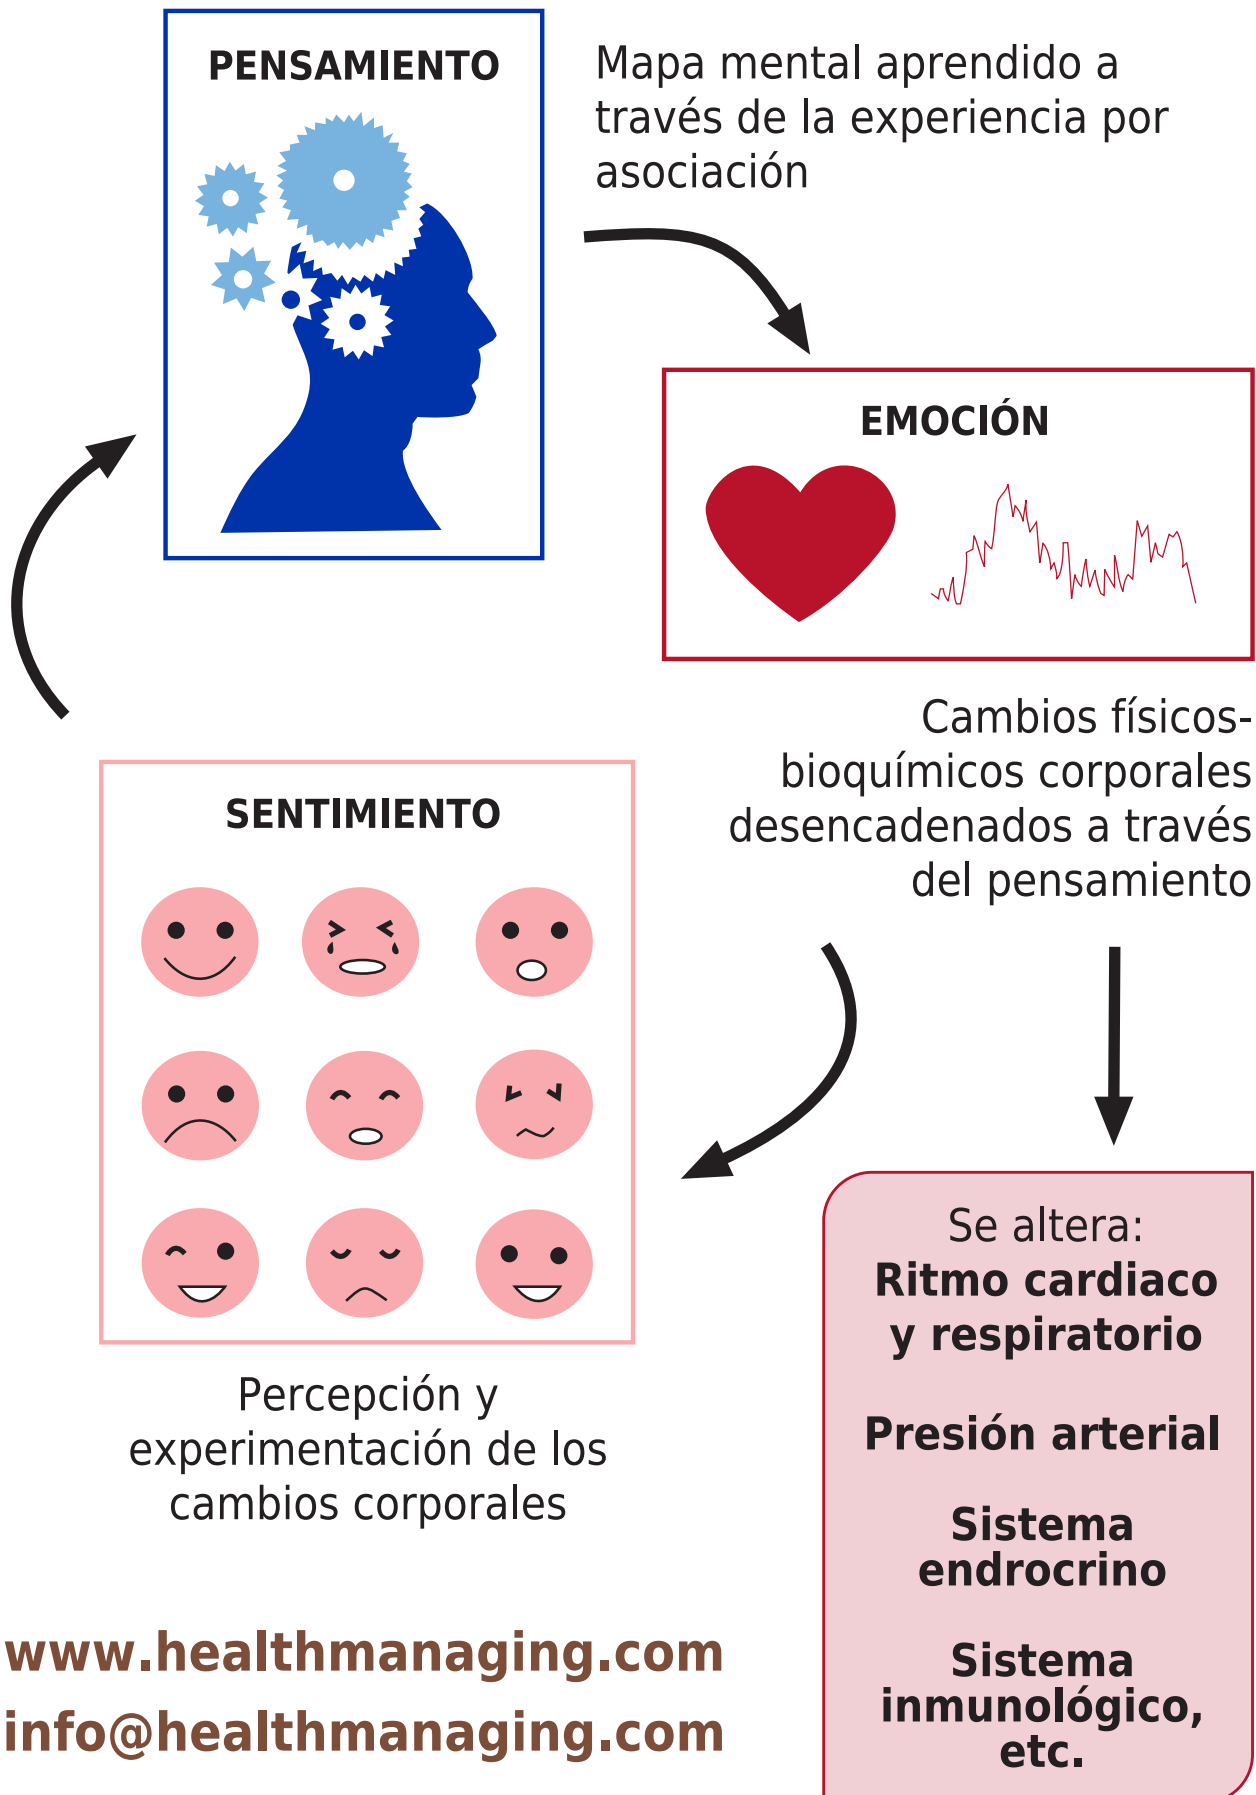 PENSAMIENTO
Mapa mental aprendido a
través de la experiencia por
asociación
EMOCIÓN
Cambios físicos-
bioquímicos corporales
desencadenados a través
del pensamiento
SENTIMIENTO
Percepción y
experimentación de los
cambios corporales
Se altera:
Ritmo cardiaco
y respiratorio
Presión arterial
Sistema
endrocrino
Sistema
inmunológico,
etc.
www.healthmanaging.com
info@healthmanaging.com